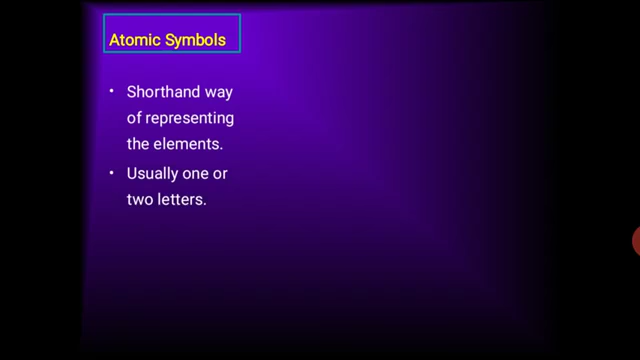 Atomic Symbols
• Shorthand way
of representing
the elements.
• Usually one or
two letters.